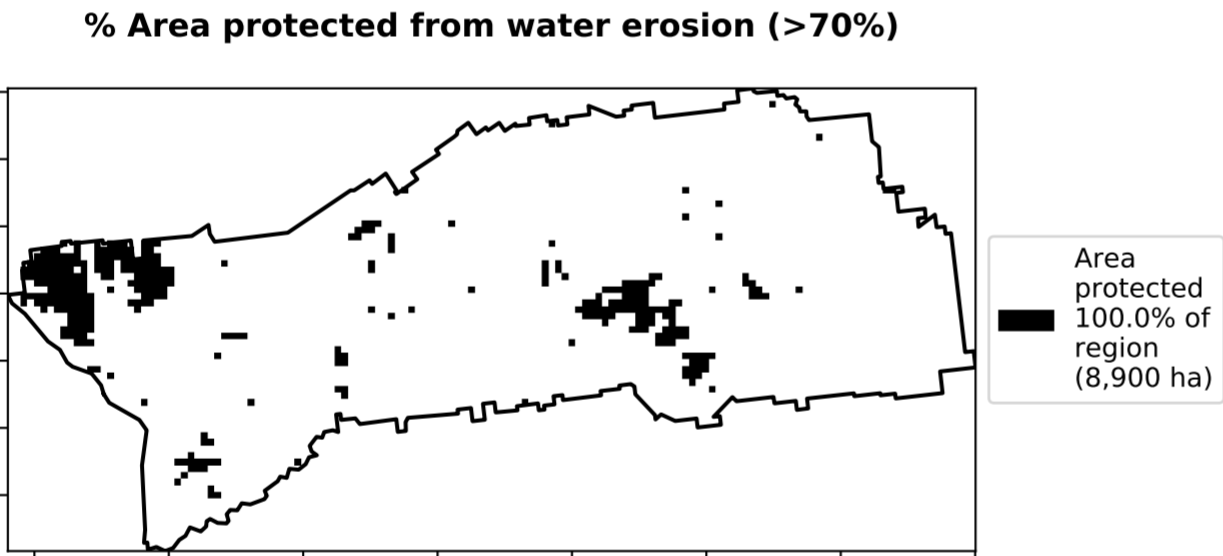 % Area protected from water erosion (>70%)
Area
protected
100.0% of
region
(8,900 ha)